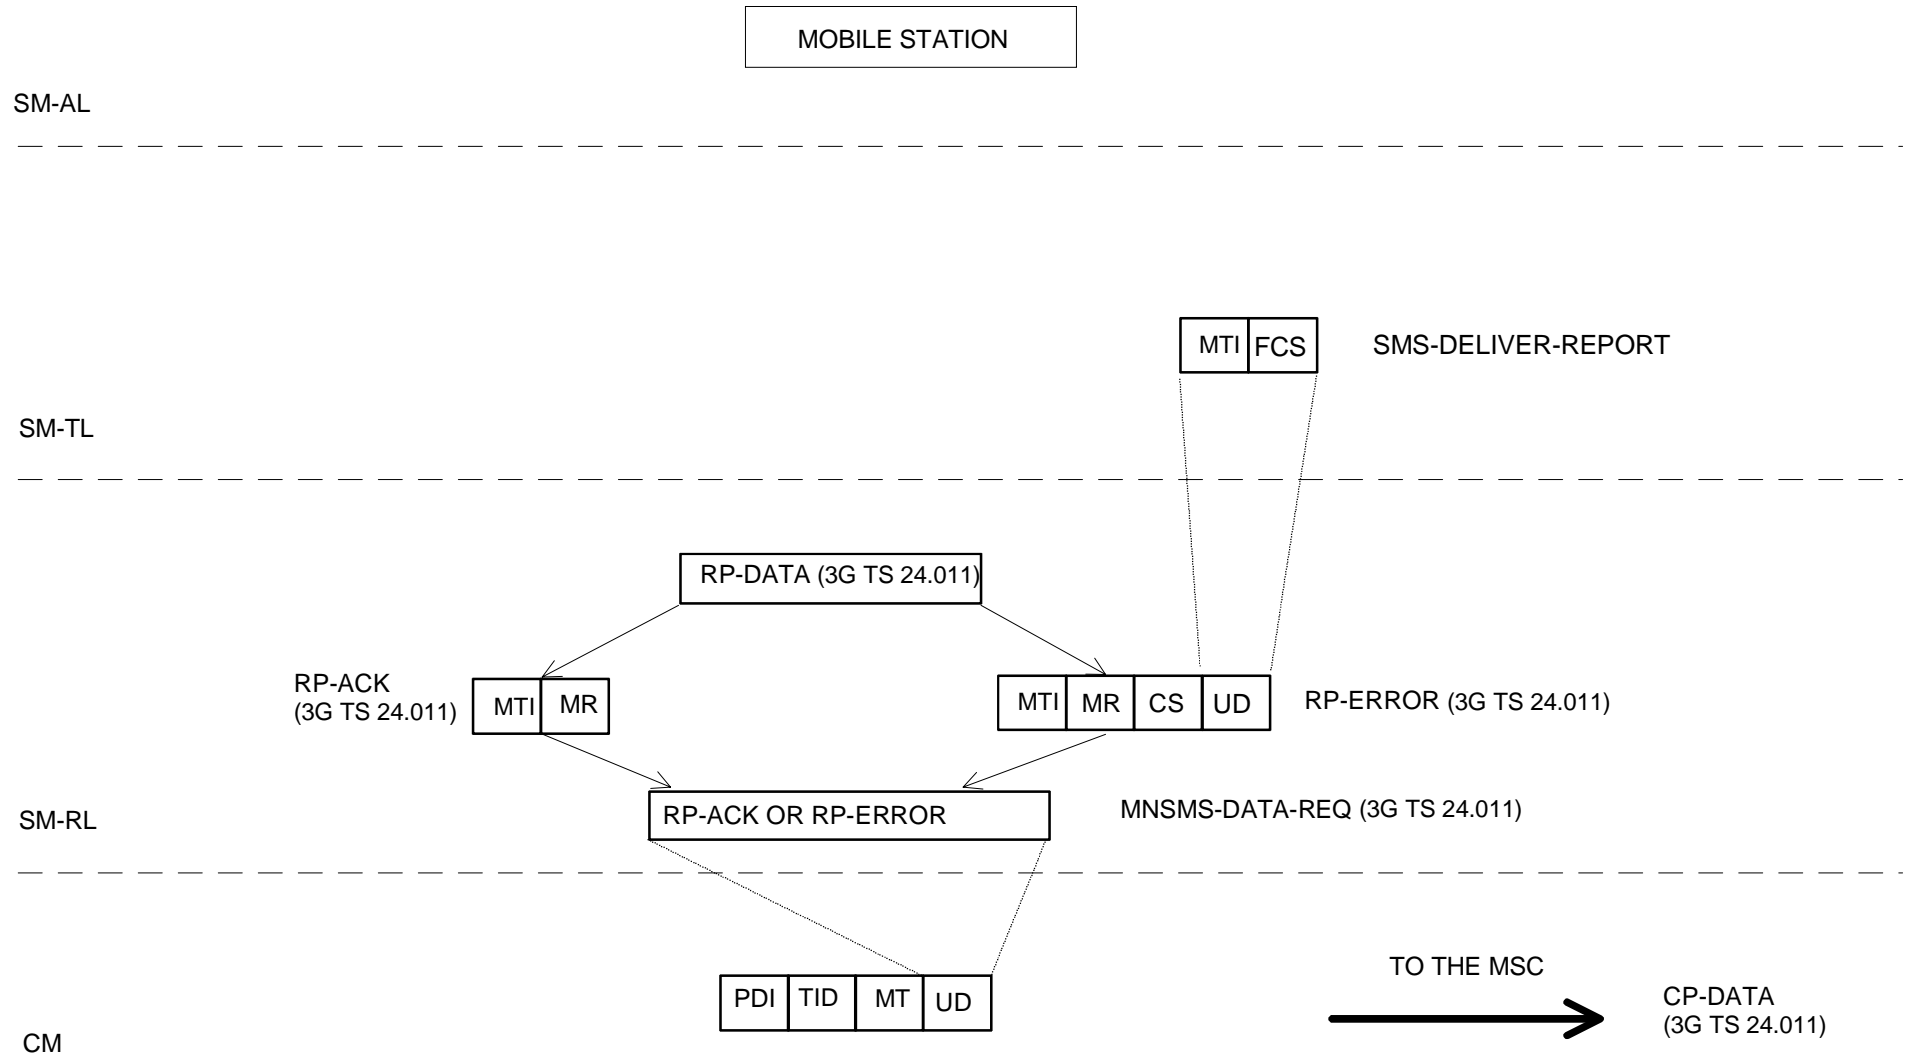 MOBILE STATION
SM-AL
MTI FCS SMS-DELIVER-REPORT
SM-TL
RP-DATA (3G TS 24.011)
RP-ACK
(3G TS 24.011)
MTI MR
MTI MR CS UD RP-ERROR (3G TS 24.011)
RP-ACK OR RP-ERROR
MNSMS-DATA-REQ (3G TS 24.011)
SM-RL
PDI TID MT UD
TO THE MSC
CP-DATA
(3G TS 24.011)
CM